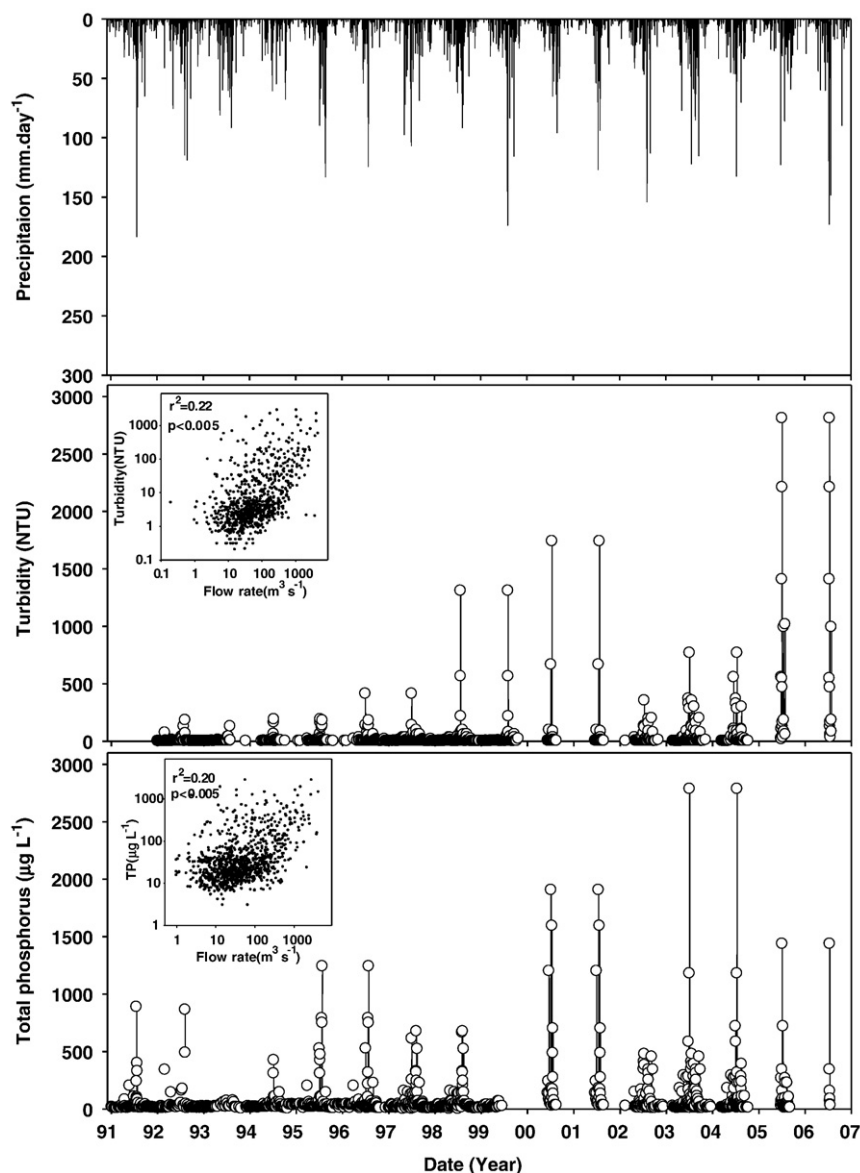 0
50
100
150
200
250
300
Precipitaion (mm.day-1)
3000
2500
2000
1500
1000
500
0
Turbidity (NTU)
r2=0.22
p<0.005
1000
100
10
1
0.1
Turbidity(NTU)
0.1 1 10 100 1000
Flow rate(m3 s-1)
3000
2500
2000
1500
1000
500
0
Total phosphorus (µg L-1)
r2=0.20
p<0.005
1000
100
10
1
TP(µg L-1)
1 10 100 1000
Flow rate(m3 s-1)
91 92 93 94 95 96 97 98 99 00 01 02 03 04 05 06 07
Date (Year)